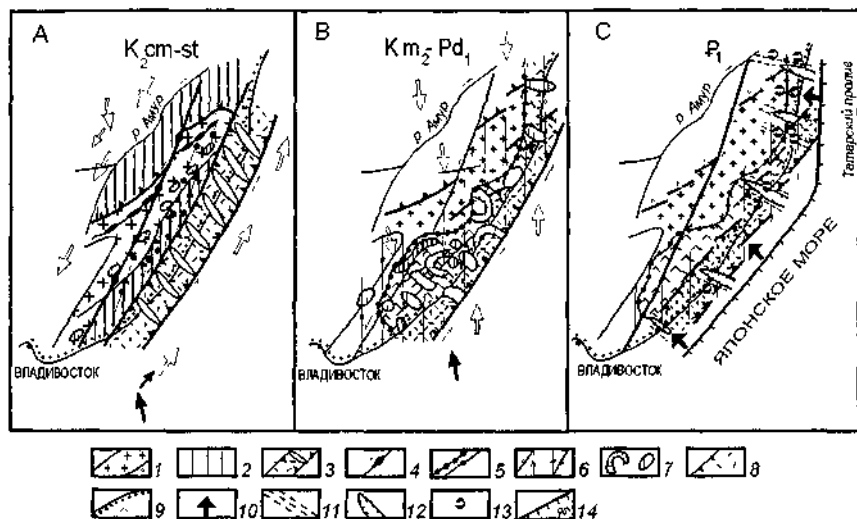 A
K₂cm-st
р. Амур
ВЛАДИВОСТОК
B
Km₂-Pd₁
р. Амур
ВЛАДИВОСТОК
C
₽₁
р. Амур
Татарский пролив
ЯПОНСКОЕ МОРЕ
ВЛАДИВОСТОК
1 2 3 4 5 6 7 8
9 10 11 12 13 14